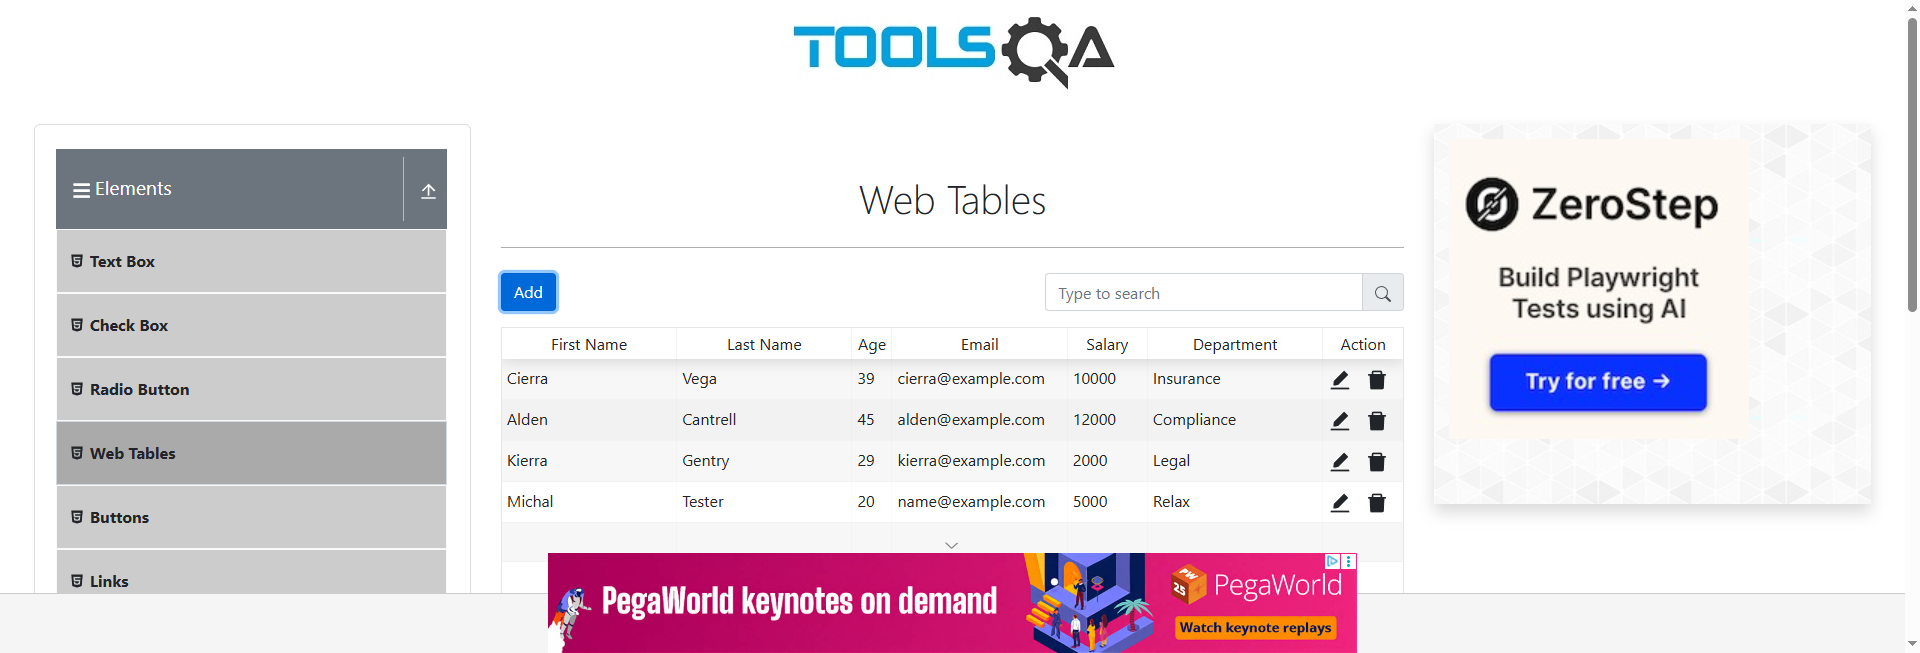 TOOLSQA
Elements
Text Box
Check Box
Radio Button
Web Tables
Buttons
Links
Web Tables
Add
Type to search
First Name Last Name Age Email Salary Department Action
Cierra Vega 39 cierra@example.com 10000 Insurance
Alden Cantrell 45 alden@example.com 12000 Compliance
Kierra Gentry 29 kierra@example.com 2000 Legal
Michal Tester 20 name@example.com 5000 Relax
ZeroStep
Build Playwright
Tests using AI
Try for free →
PegaWorld keynotes on demand
PW
25
PegaWorld
Watch keynote replays